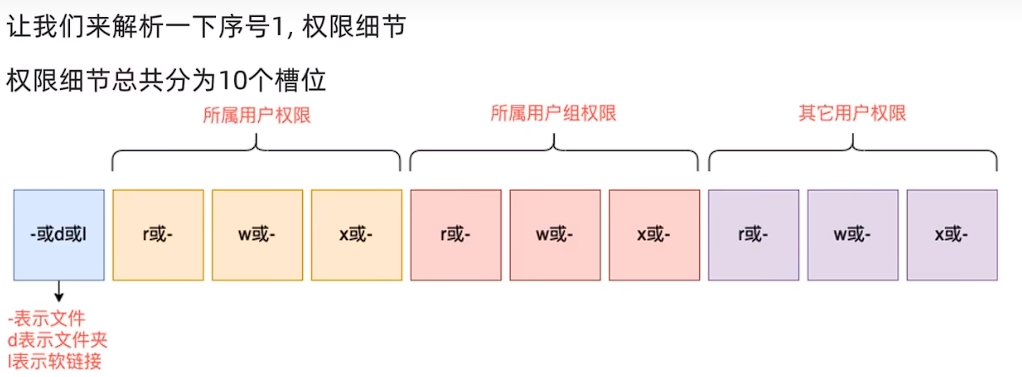 让我们来解析一下序号1, 权限细节
权限细节总共分为10个槽位
所属用户权限 所属用户组权限 其它用户权限
-或d或l r或- w或- x或- r或- w或- x或- r或- w或- x或-
-表示文件
d表示文件夹
l表示软链接